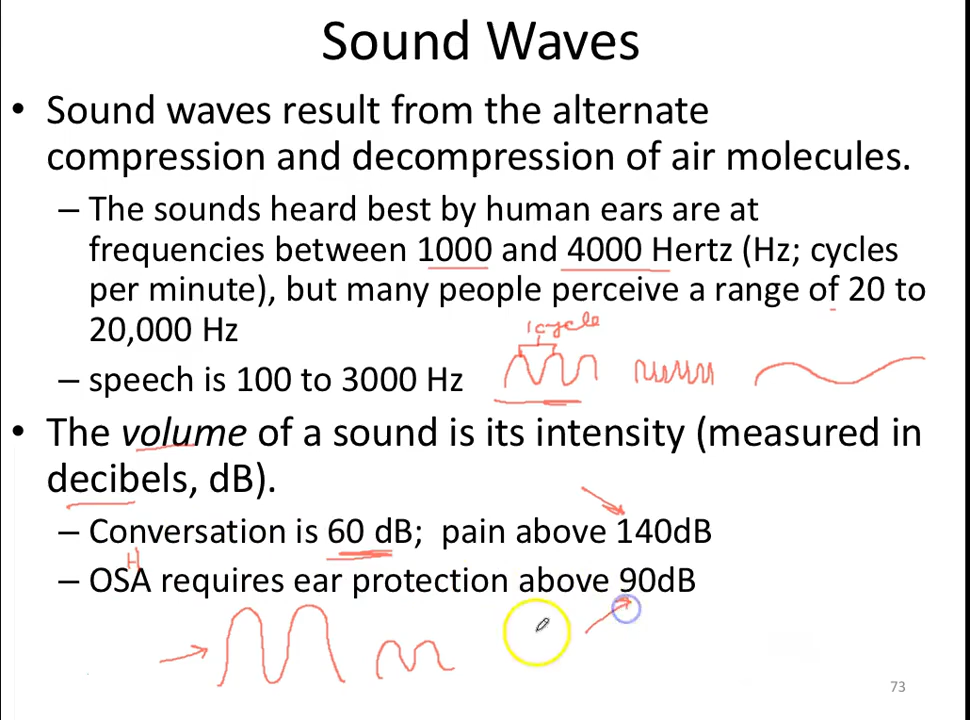 Sound Waves
• Sound waves result from the alternate
compression and decompression of air molecules.
– The sounds heard best by human ears are at
frequencies between 1000 and 4000 Hertz (Hz; cycles
per minute), but many people perceive a range of 20 to
20,000 Hz
1cycle
– speech is 100 to 3000 Hz
• The volume of a sound is its intensity (measured in
decibels, dB).
– Conversation is 60 dB; pain above 140dB
H
– OSA requires ear protection above 90dB
73